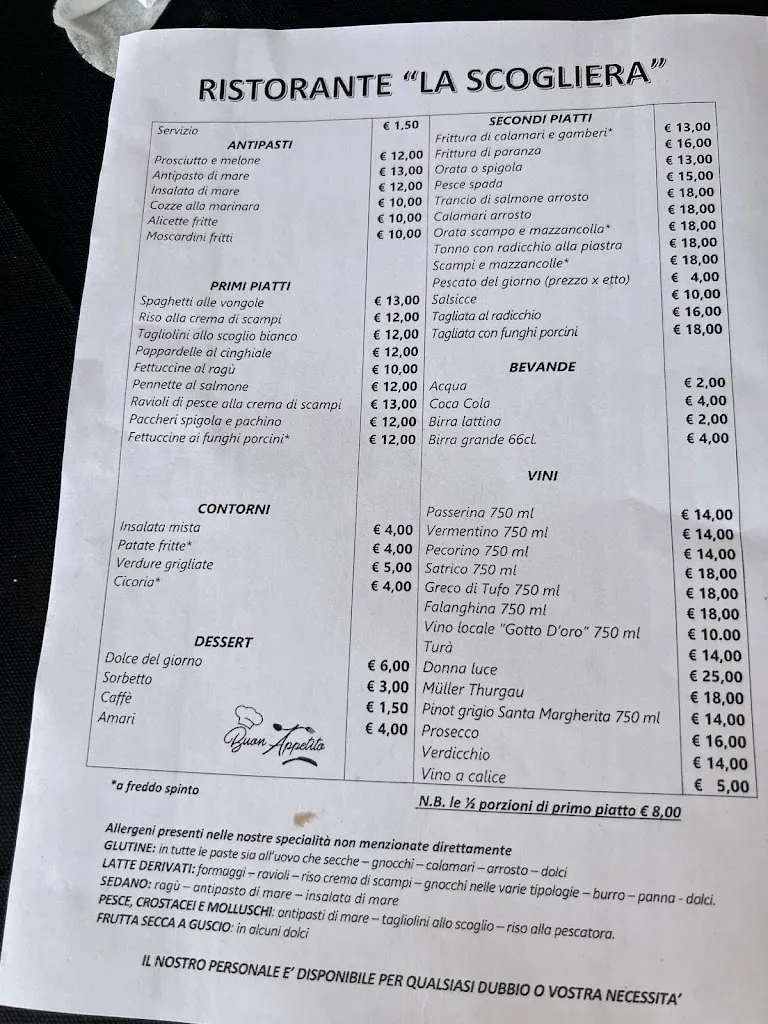 RISTORANTE “LA SCOGLIERA”
Servizio € 1,50
ANTIPASTI
Prosciutto e melone € 12,00
Antipasto di mare € 13,00
Insalata di mare € 12,00
Cozze alla marinara € 10,00
Alicette fritte € 10,00
Moscardini fritti € 10,00
PRIMI PIATTI
Spaghetti alle vongole € 13,00
Riso alla crema di scampi € 12,00
Tagliolini allo scoglio bianco € 12,00
Pappardelle al cinghiale € 12,00
Fettuccine al ragù € 10,00
Pennette al salmone € 12,00
Ravioli di pesce alla crema di scampi € 13,00
Paccheri spigola e pachino € 12,00
Fettuccine ai funghi porcini* € 12,00
CONTORNI
Insalata mista € 4,00
Patate fritte* € 4,00
Verdure grigliate € 5,00
Cicoria* € 4,00
DESSERT
Dolce del giorno € 6,00
Sorbetto € 3,00
Caffè € 1,50
Amari € 4,00
Buon Appetito
SECONDI PIATTI
Frittura di calamari e gamberi* € 13,00
Frittura di paranza € 16,00
Orata o spigola € 13,00
Pesce spada € 15,00
Trancio di salmone arrosto € 18,00
Calamari arrosto € 18,00
Orata scampo e mazzancolla* € 18,00
Tonno con radicchio alla piastra € 18,00
Scampi e mazzancolle* € 18,00
Pescato del giorno (prezzo x etto) € 4,00
Salsicce € 10,00
Tagliata al radicchio € 16,00
Tagliata con funghi porcini € 18,00
BEVANDE
Acqua € 2,00
Coca Cola € 4,00
Birra lattina € 2,00
Birra grande 66cl. € 4,00
VINI
Passerina 750 ml € 14,00
Vermentino 750 ml € 14,00
Pecorino 750 ml € 14,00
Satrico 750 ml € 18,00
Greco di Tufo 750 ml € 18,00
Falanghina 750 ml € 18,00
Vino locale “Gotto D’oro” 750 ml € 10.00
Turà € 14,00
Donna luce € 25,00
Müller Thurgau € 18,00
Pinot grigio Santa Margherita 750 ml € 14,00
Prosecco € 16,00
Verdicchio € 14,00
Vino a calice € 5,00
*a freddo spinto
N.B. le ½ porzioni di primo piatto € 8,00
Allergeni presenti nelle nostre specialità non menzionate direttamente
GLUTINE: in tutte le paste sia all’uovo che secche – gnocchi – calamari – arrosto – dolci
LATTE DERIVATI: formaggi – ravioli – riso crema di scampi – gnocchi nelle varie tipologie – burro – panna - dolci.
SEDANO: ragù – antipasto di mare – insalata di mare
PESCE, CROSTACEI E MOLLUSCHI: antipasti di mare – tagliolini allo scoglio – riso alla pescatora.
FRUTTA SECCA A GUSCIO: in alcuni dolci
IL NOSTRO PERSONALE E’ DISPONIBILE PER QUALSIASI DUBBIO O VOSTRA NECESSITA’